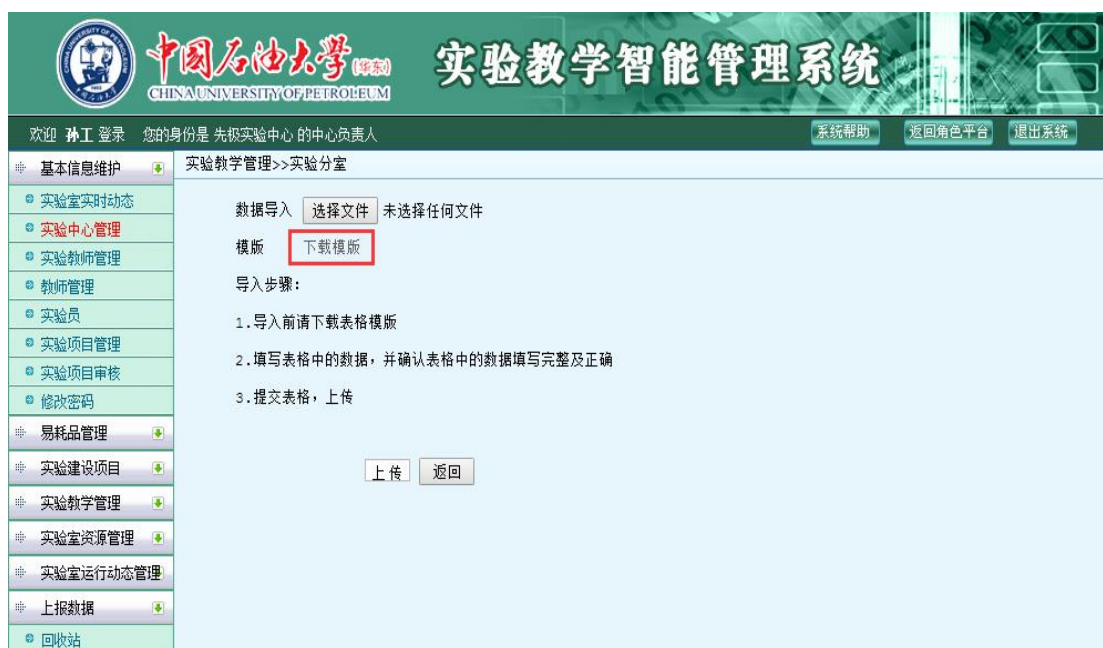 中国石油大学(华东)
CHINA UNIVERSITY OF PETROLEUM
实验教学智能管理系统
欢迎 孙工 登录 您的身份是 先极实验中心 的中心负责人
系统帮助 返回角色平台 退出系统
基本信息维护
实验教学管理>>实验分室
实验室实时动态
实验中心管理
实验教师管理
教师管理
实验员
实验项目管理
实验项目审核
修改密码
易耗品管理
实验建设项目
实验教学管理
实验室资源管理
实验室运行动态管理
上报数据
回收站
数据导入 选择文件 未选择任何文件
模版 下载模版
导入步骤:
1.导入前请下载表格模版
2.填写表格中的数据,并确认表格中的数据填写完整及正确
3.提交表格,上传
上传 返回